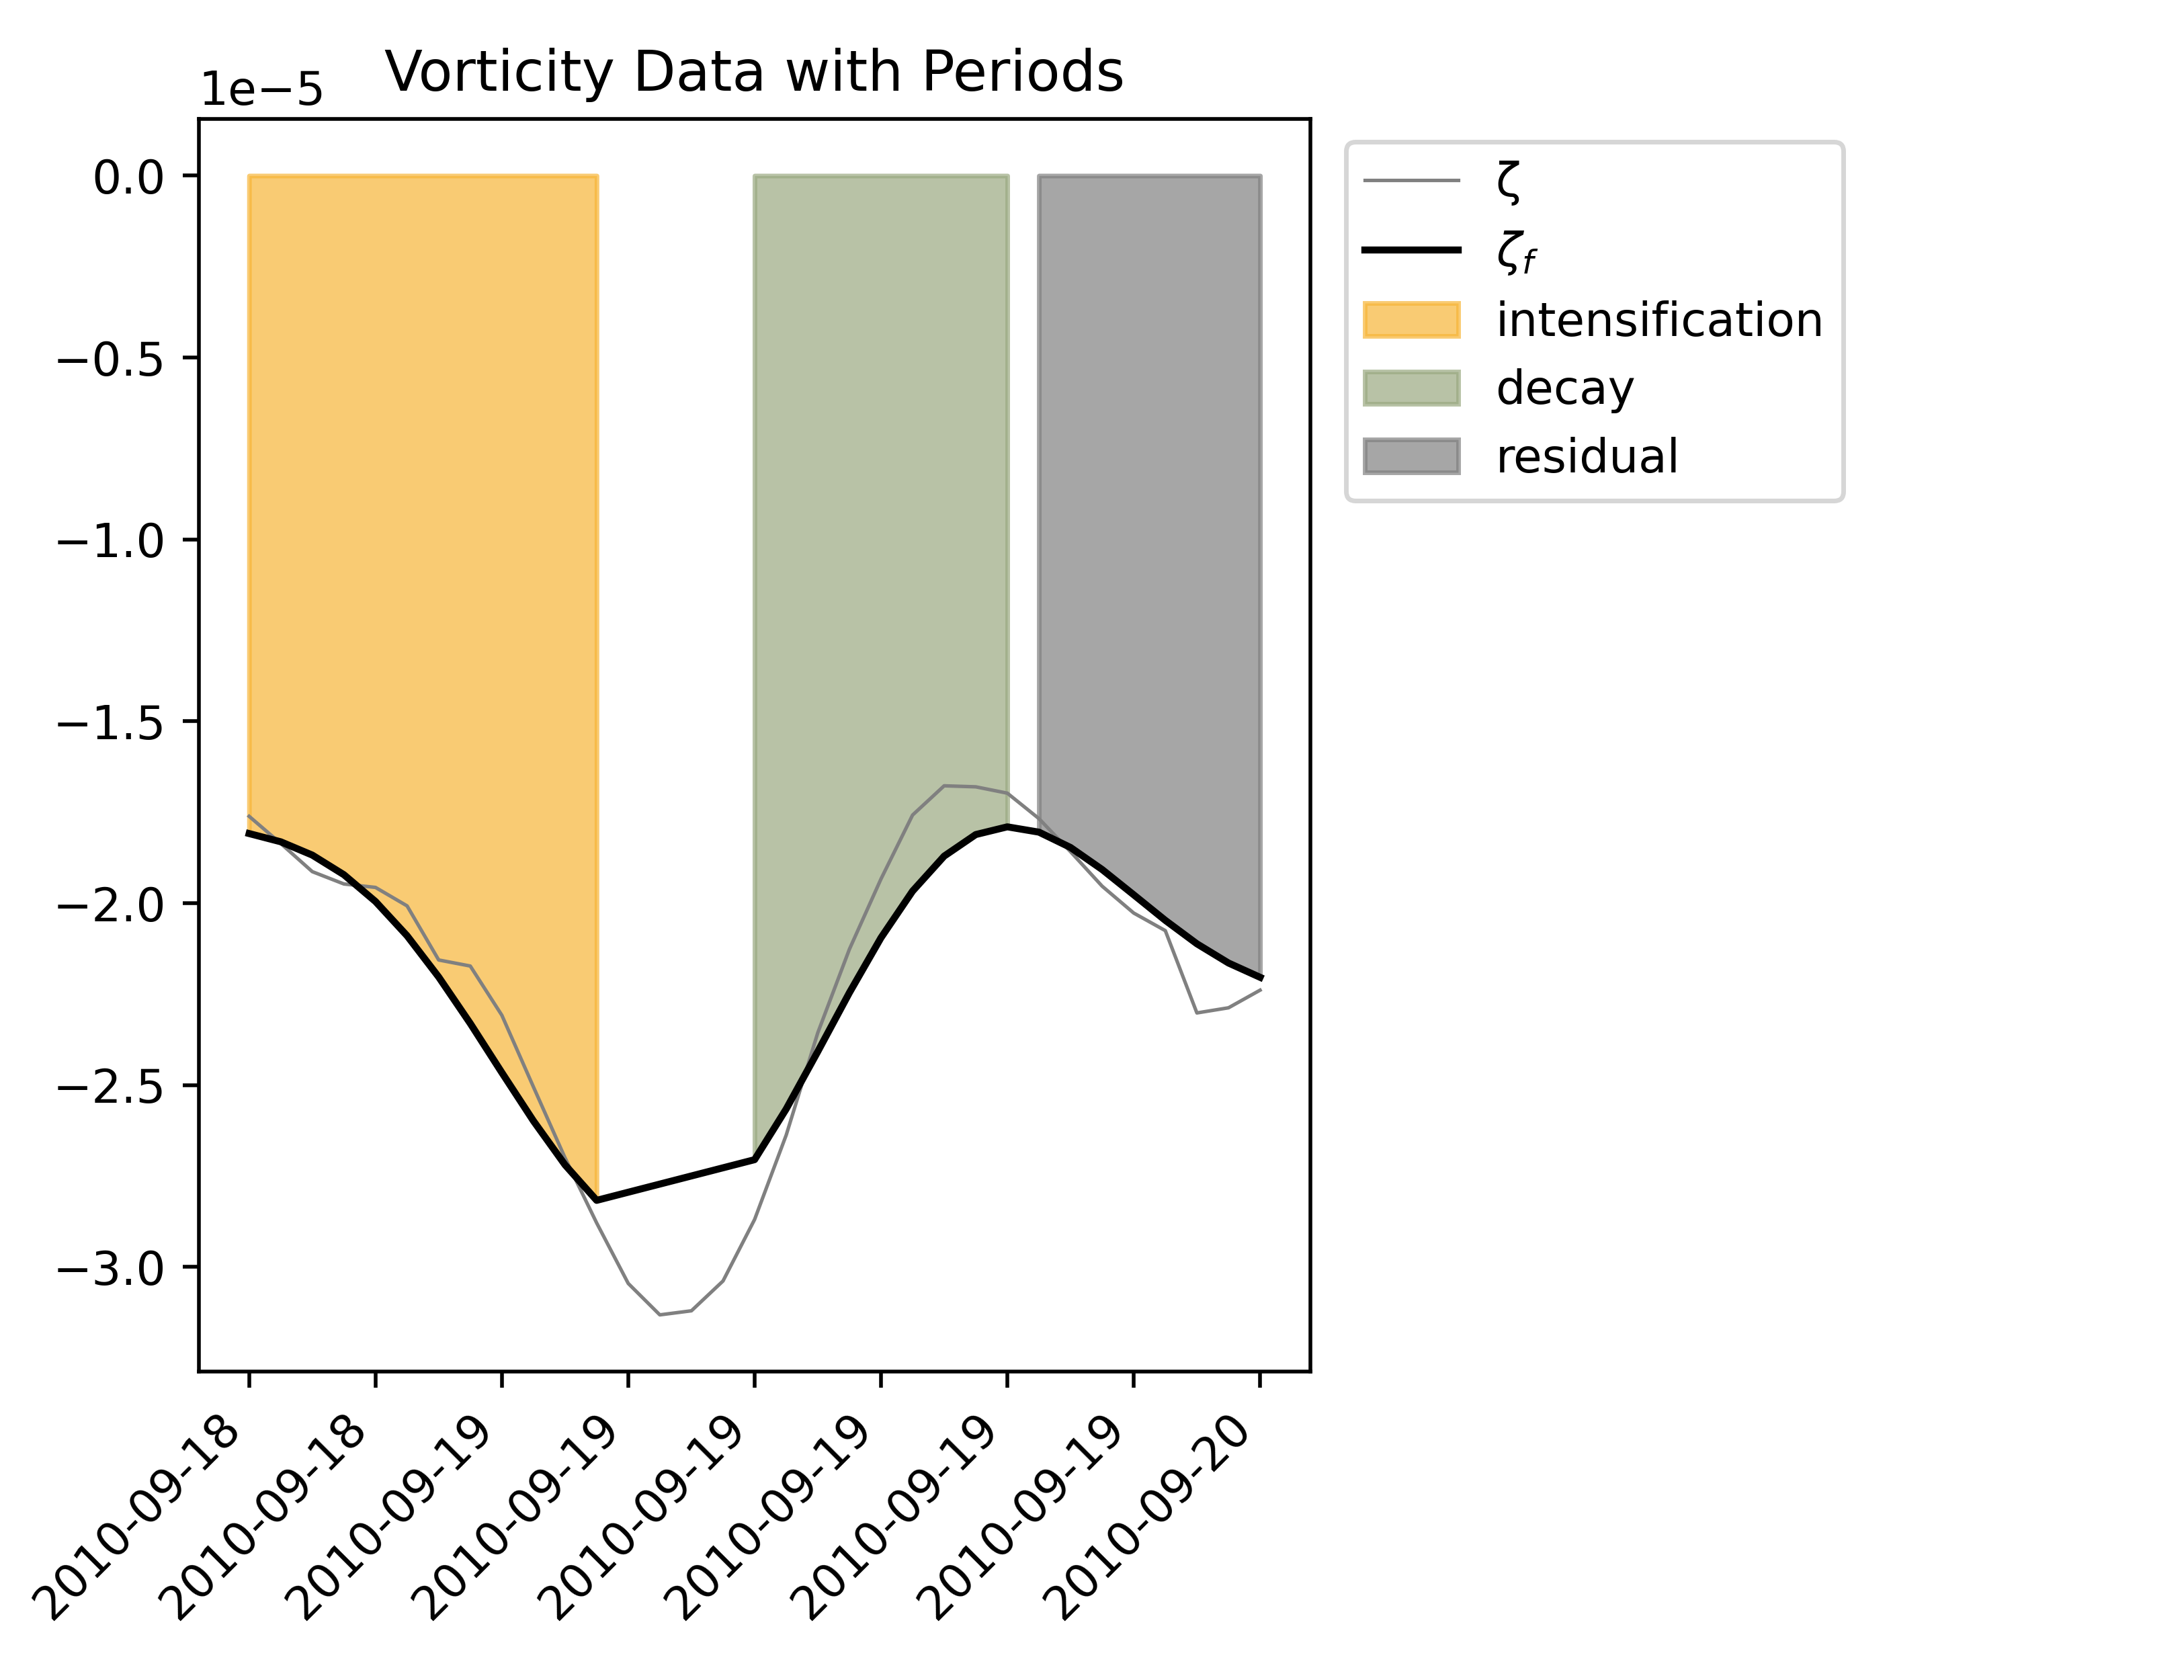 Vorticity Data with Periods
1e−5
0.0
−0.5
−1.0
−1.5
−2.0
−2.5
−3.0
2010-09-18
2010-09-18
2010-09-19
2010-09-19
2010-09-19
2010-09-19
2010-09-19
2010-09-19
2010-09-20
ζ
ζf
intensification
decay
residual